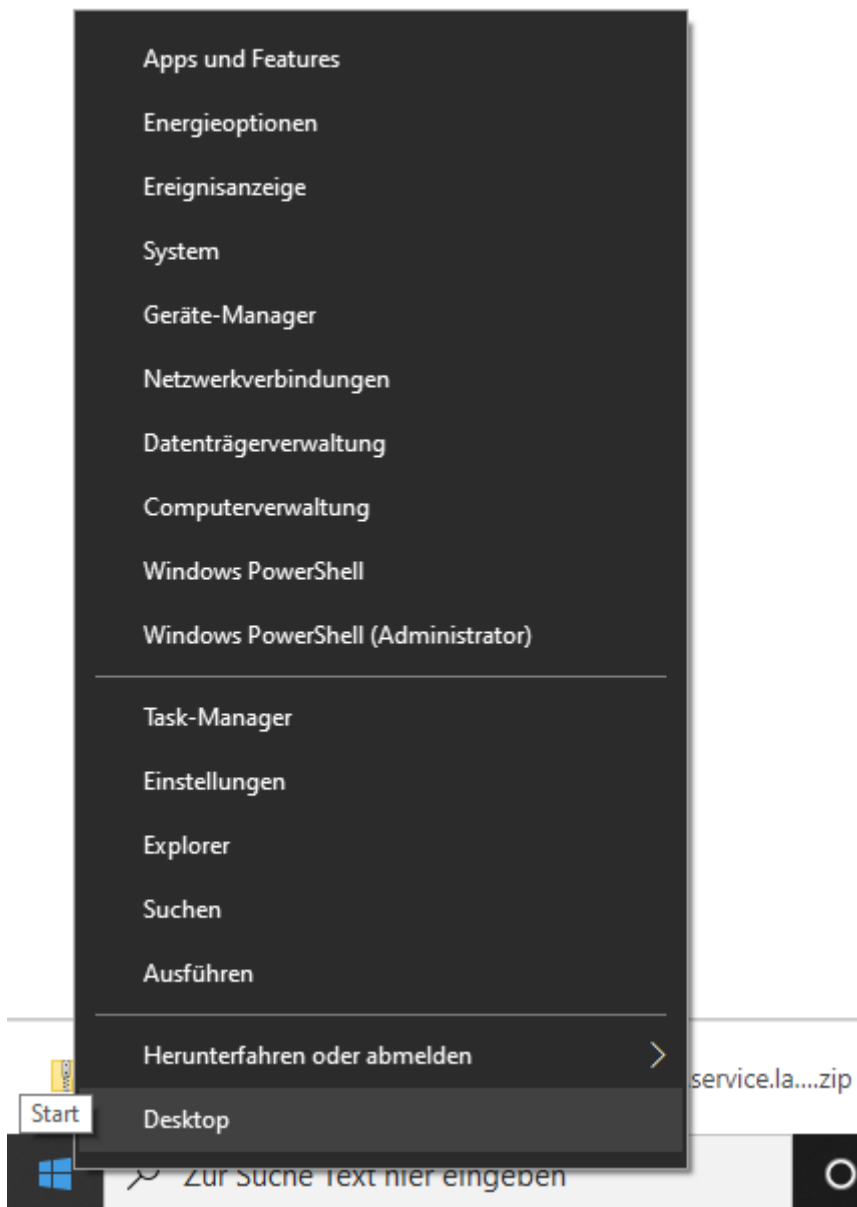 Apps und Features
Energieoptionen
Ereignisanzeige
System
Geräte-Manager
Netzwerkverbindungen
Datenträgerverwaltung
Computerverwaltung
Windows PowerShell
Windows PowerShell (Administrator)
Task-Manager
Einstellungen
Explorer
Suchen
Ausführen
Herunterfahren oder abmelden
service.la....zip
Start
Desktop
Zur Suche Text hier eingeben